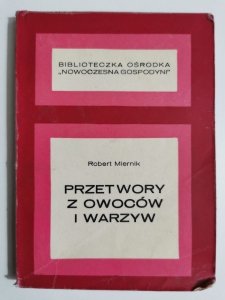 BIBLIOTECZKA OŚRODKA
„NOWOCZESNA GOSPODYNI"
Robert Miernik
PRZETWORY
Z OWOCÓW
I WARZYW